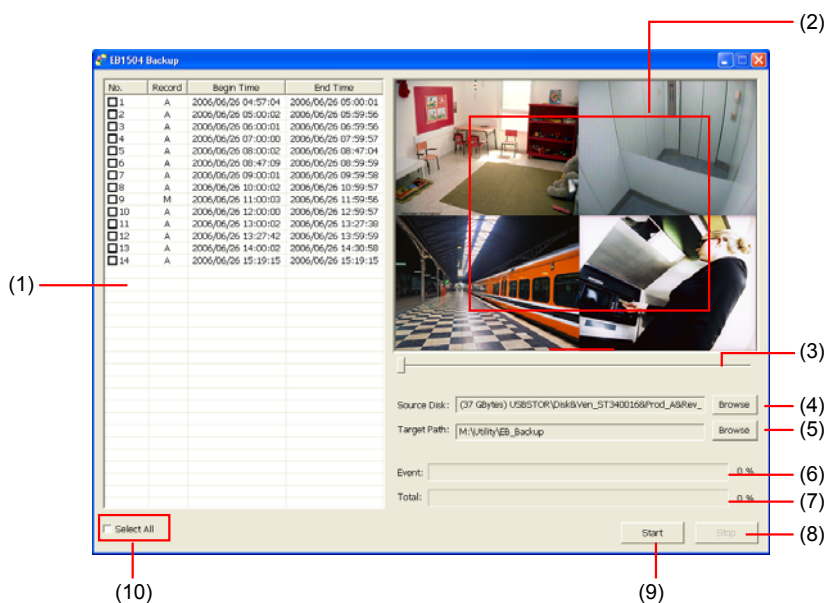 (2)
EB1504 Backup
No. Record Begin Time End Time
1 A 2006/06/26 04:57:04 2006/06/26 05:00:01
2 A 2006/06/26 05:00:02 2006/06/26 05:59:56
3 A 2006/06/26 06:00:01 2006/06/26 06:59:56
4 A 2006/06/26 07:00:00 2006/06/26 07:59:57
5 A 2006/06/26 08:00:02 2006/06/26 08:47:04
6 A 2006/06/26 08:47:09 2006/06/26 08:59:59
7 A 2006/06/26 09:00:01 2006/06/26 09:59:58
8 A 2006/06/26 10:00:02 2006/06/26 10:59:57
9 M 2006/06/26 11:00:03 2006/06/26 11:59:56
10 A 2006/06/26 12:00:00 2006/06/26 12:59:57
11 A 2006/06/26 13:00:02 2006/06/26 13:27:38
12 A 2006/06/26 13:27:42 2006/06/26 13:59:59
13 A 2006/06/26 14:00:02 2006/06/26 14:30:58
14 A 2006/06/26 15:19:15 2006/06/26 15:19:15
(1)
(3)
Source Disk: (37 GBytes) USBSTOR\Disk&Ven_ST340016&Prod_A&Rev_ Browse (4)
Target Path: M:\Utility\EB_Backup Browse (5)
Event: 0 % (6)
Total: 0 % (7)
Select All Start Stop (8)
(10) (9)